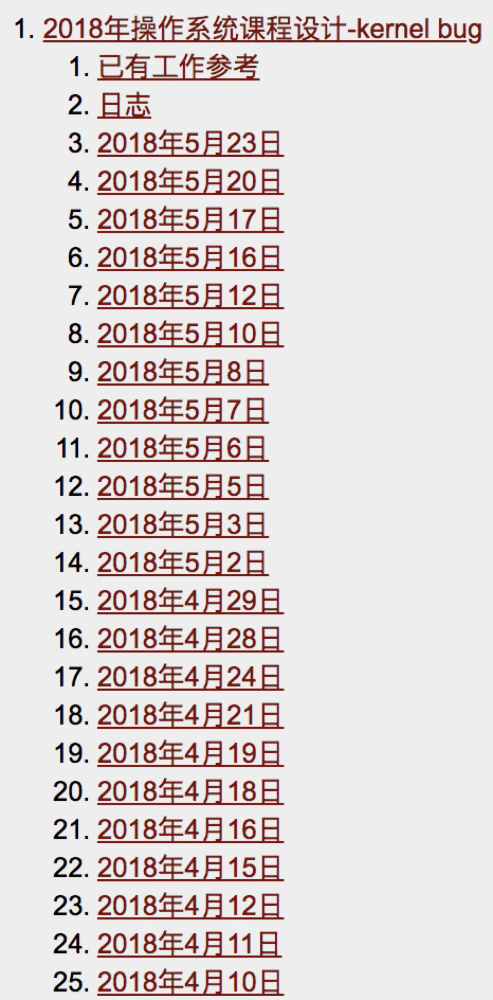 1. 2018年操作系统课程设计-kernel bug
1. 已有工作参考
2. 日志
3. 2018年5月23日
4. 2018年5月20日
5. 2018年5月17日
6. 2018年5月16日
7. 2018年5月12日
8. 2018年5月10日
9. 2018年5月8日
10. 2018年5月7日
11. 2018年5月6日
12. 2018年5月5日
13. 2018年5月3日
14. 2018年5月2日
15. 2018年4月29日
16. 2018年4月28日
17. 2018年4月24日
18. 2018年4月21日
19. 2018年4月19日
20. 2018年4月18日
21. 2018年4月16日
22. 2018年4月15日
23. 2018年4月12日
24. 2018年4月11日
25. 2018年4月10日